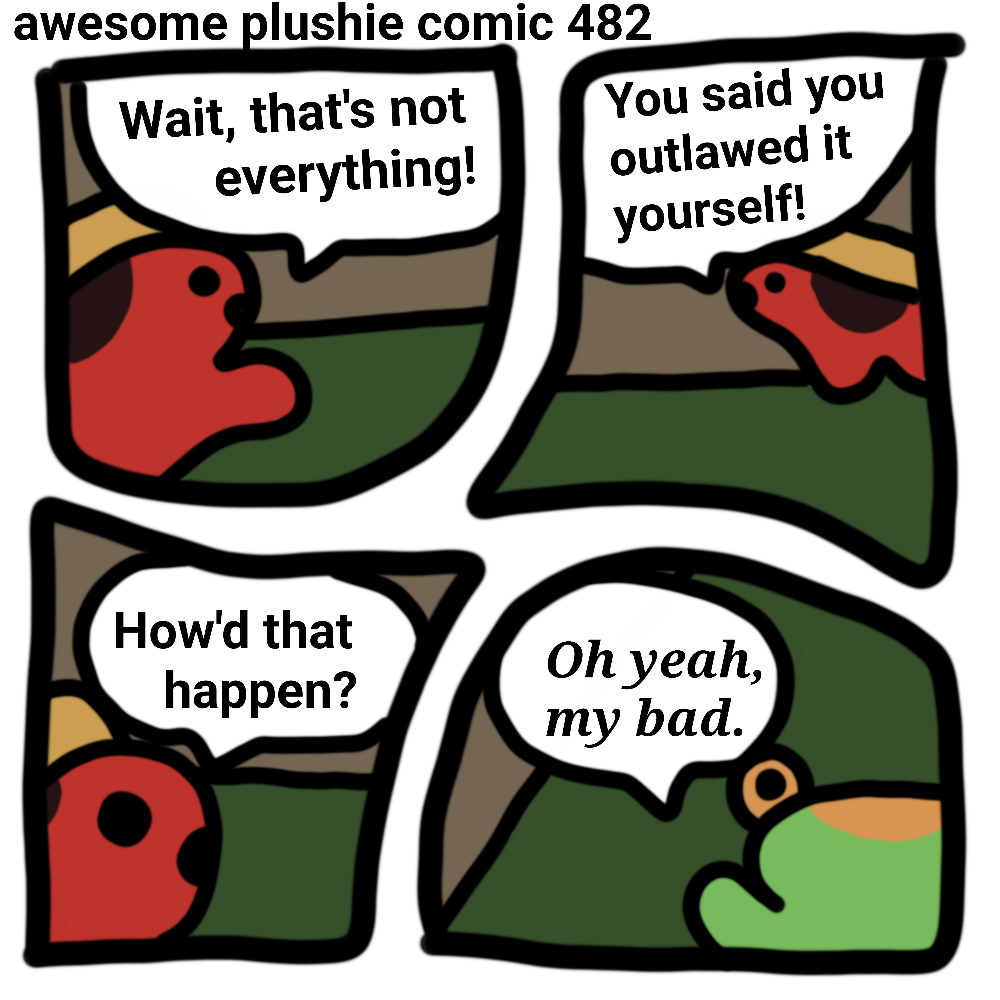 awesome plushie comic 482
Wait, that's not
everything!
You said you
outlawed it
yourself!
How'd that
happen?
Oh yeah,
my bad.